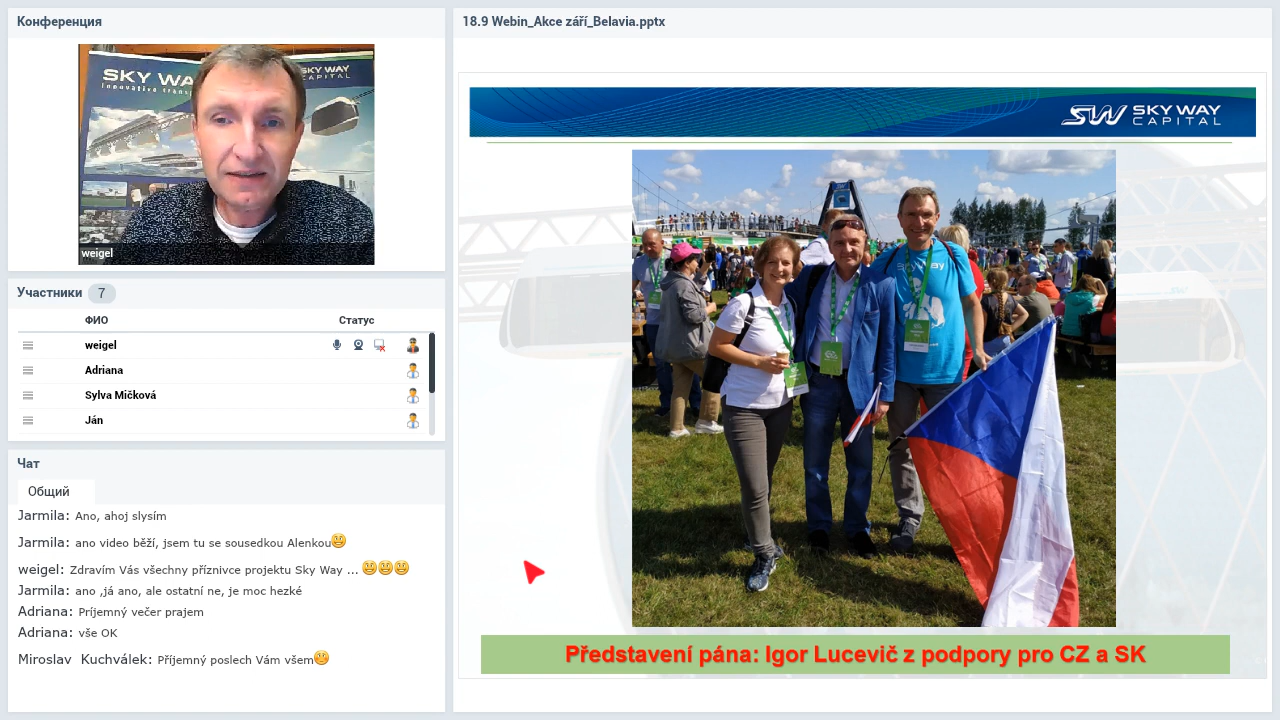 Конференция
SKY WA
CAPITAL
weigel
Участники 7
ФИО Статус
weigel
Adriana
Sylva Mičková
Ján
Чат
Общий
Jarmila: Ano, ahoj slysím
Jarmila: ano video běží, jsem tu se sousedkou Alenkou
weigel: Zdravím Vás všechny příznivce projektu Sky Way ...
Jarmila: ano ,já ano, ale ostatní ne, je moc hezké
Adriana: Príjemný večer prajem
Adriana: vše OK
Miroslav Kuchválek: Příjemný poslech Vám všem
18.9 Webin_Akce září_Belavia.pptx
SW SKY WAY
CAPITAL
Představení pána: Igor Lucevič z podpory pro CZ a SK